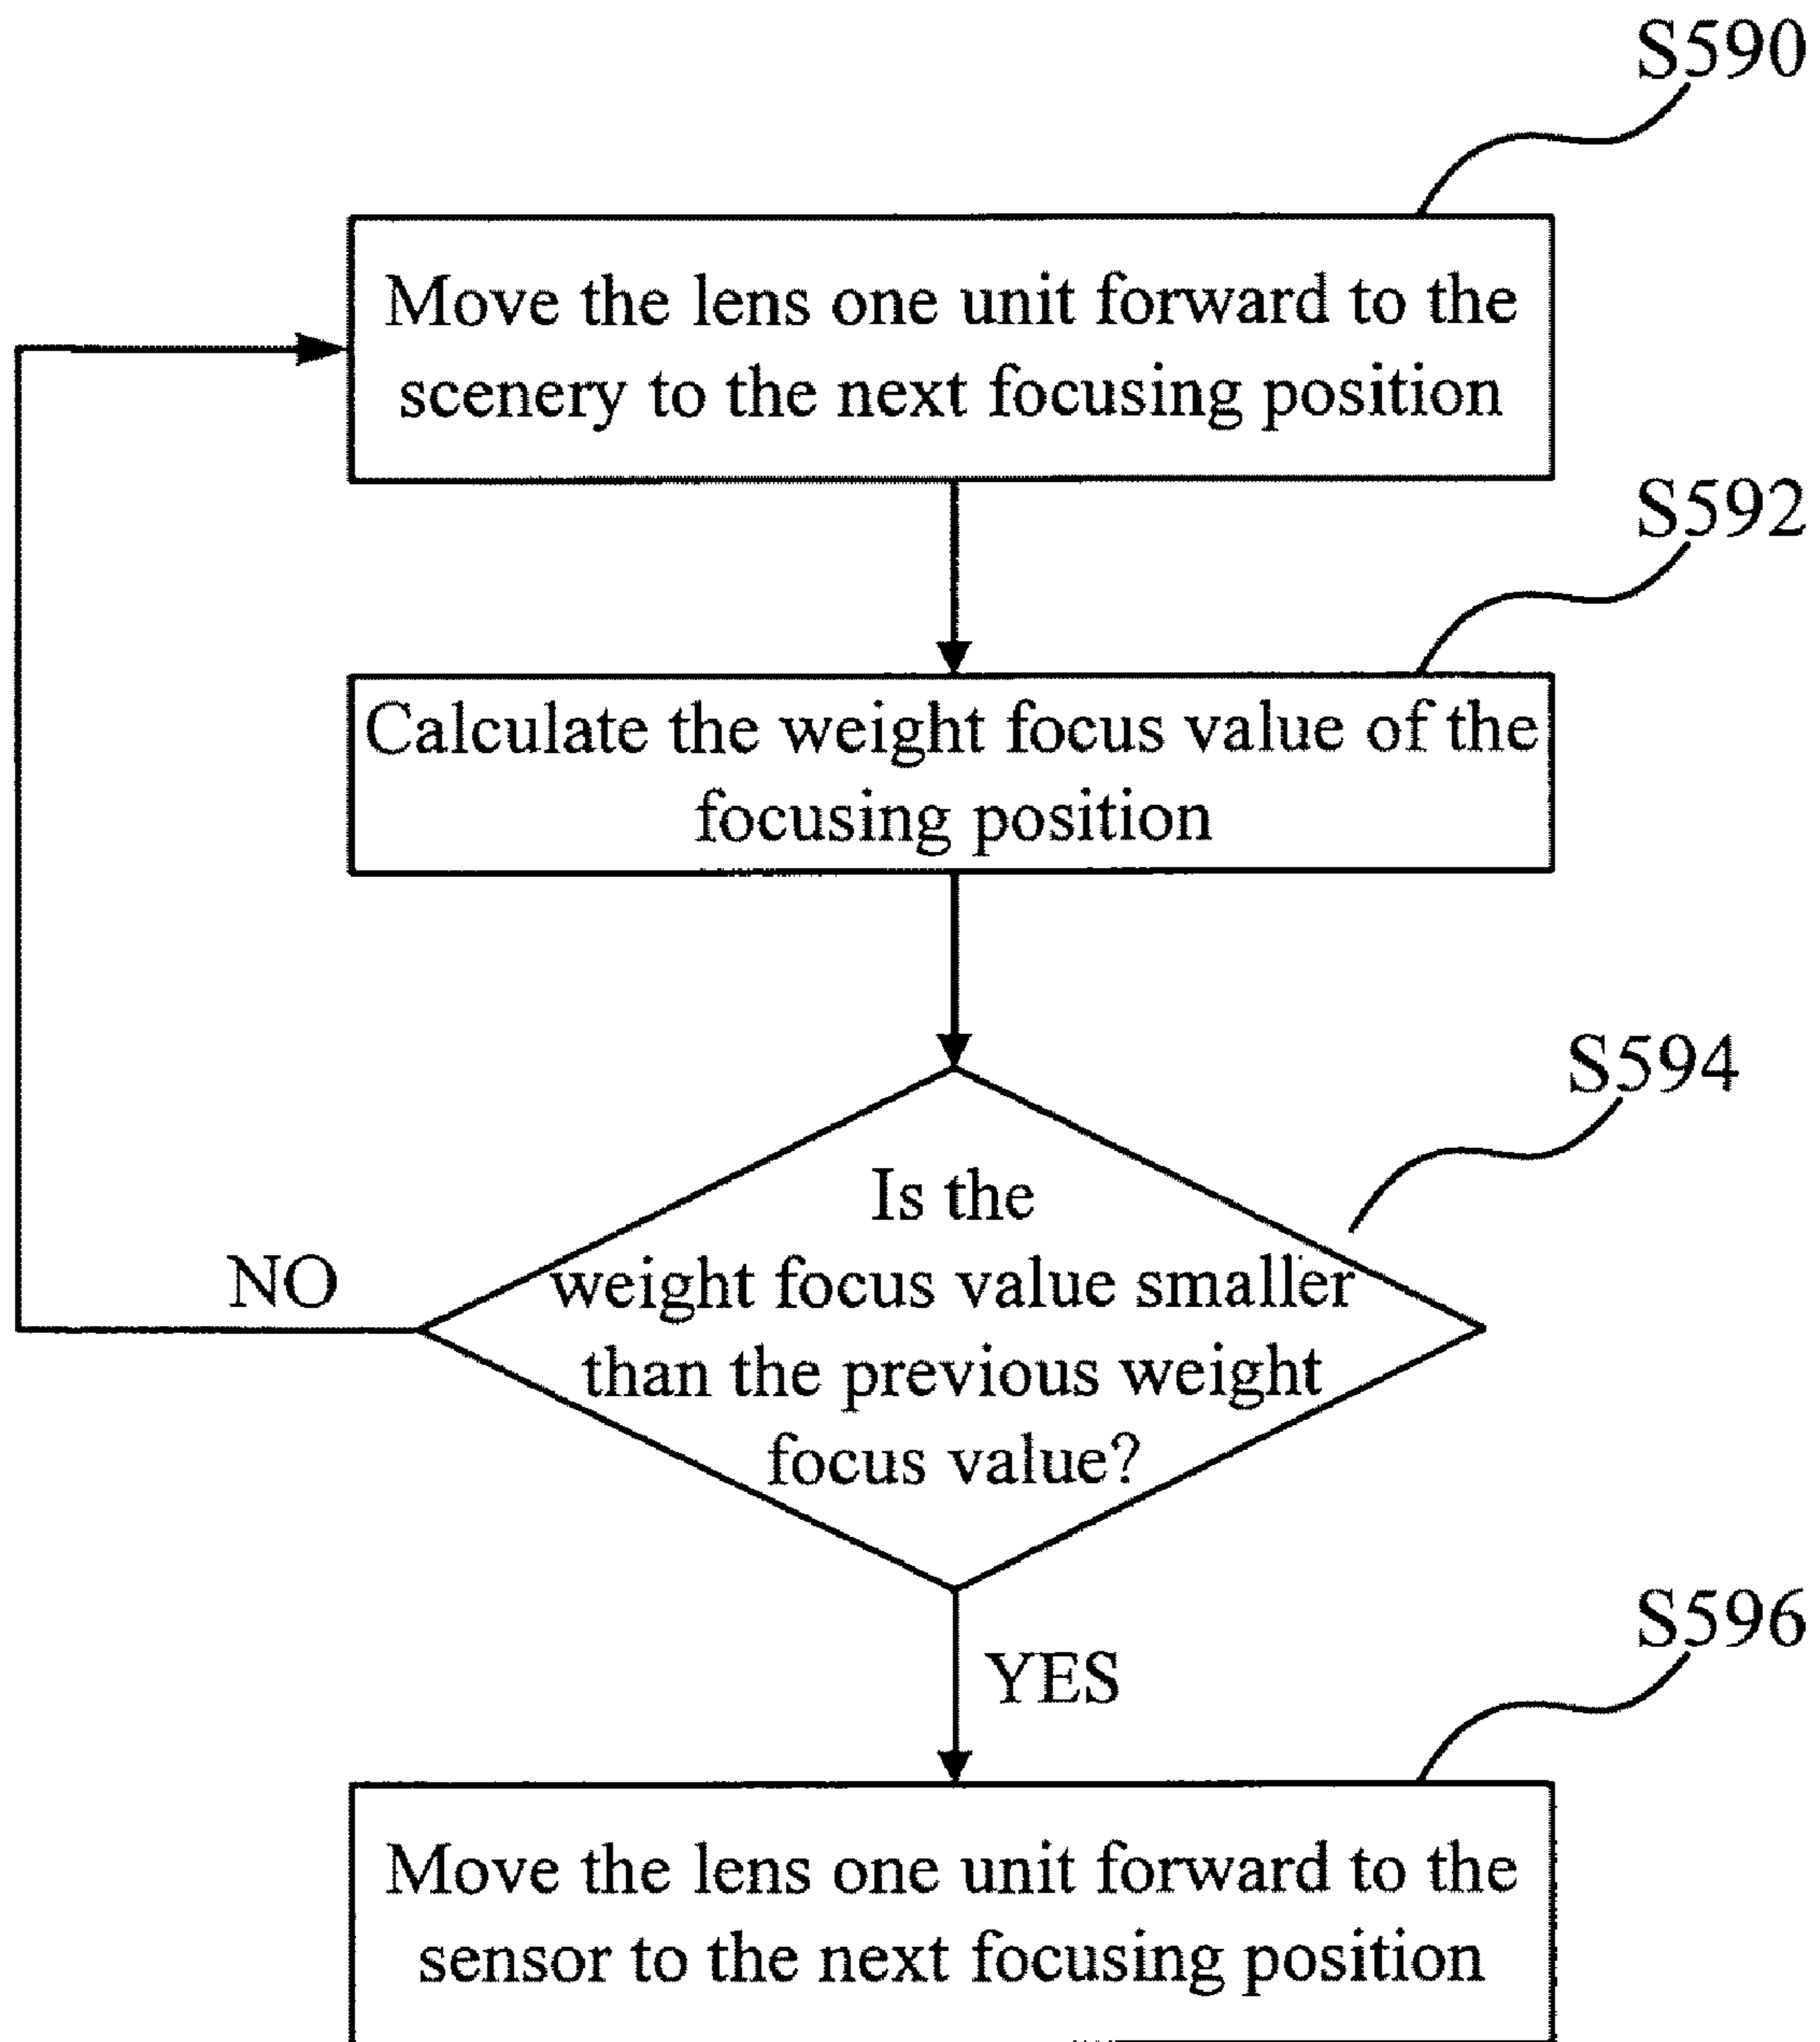 S590
Move the lens one unit forward to the
scenery to the next focusing position
S592
Calculate the weight focus value of the
focusing position
S594
Is the
weight focus value smaller
than the previous weight
focus value?
NO
YES
S596
Move the lens one unit forward to the
sensor to the next focusing position